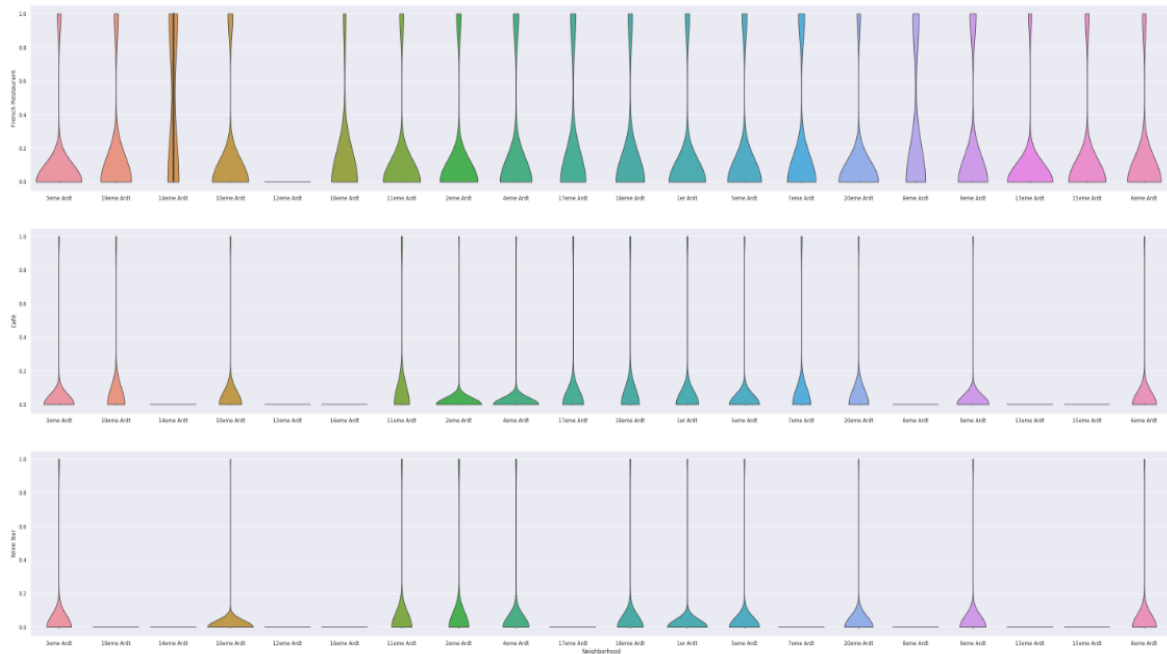 1.0
0.8
0.6
0.4
0.2
0.0
French Restaurant
3eme Ardt 19eme Ardt 14eme Ardt 10eme Ardt 12eme Ardt 16eme Ardt 11eme Ardt 2eme Ardt 4eme Ardt 17eme Ardt 18eme Ardt 1er Ardt 5eme Ardt 7eme Ardt 20eme Ardt 8eme Ardt 9eme Ardt 13eme Ardt 15eme Ardt 6eme Ardt
1.0
0.8
0.6
0.4
0.2
0.0
Café
3eme Ardt 19eme Ardt 14eme Ardt 10eme Ardt 12eme Ardt 16eme Ardt 11eme Ardt 2eme Ardt 4eme Ardt 17eme Ardt 18eme Ardt 1er Ardt 5eme Ardt 7eme Ardt 20eme Ardt 8eme Ardt 9eme Ardt 13eme Ardt 15eme Ardt 6eme Ardt
1.0
0.8
0.6
0.4
0.2
0.0
Wine Bar
3eme Ardt 19eme Ardt 14eme Ardt 10eme Ardt 12eme Ardt 16eme Ardt 11eme Ardt 2eme Ardt 4eme Ardt 17eme Ardt 18eme Ardt 1er Ardt 5eme Ardt 7eme Ardt 20eme Ardt 8eme Ardt 9eme Ardt 13eme Ardt 15eme Ardt 6eme Ardt
Neighborhood